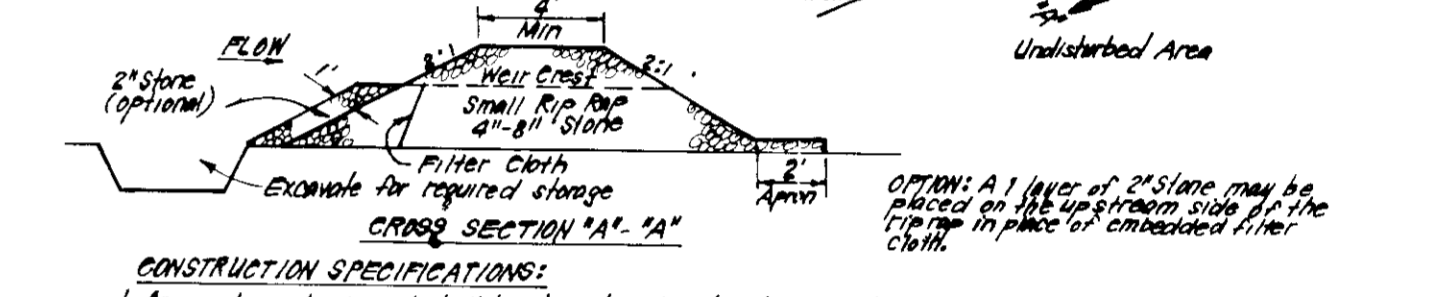 4'
Min
FLOW
Undisturbed Area
2:1
2:1
1'
2" Stone
(optional)
Weir Crest
Small Rip Rap
4"-8" Stone
Filter Cloth
Excavate for required storage
2'
Apron
OPTION: A 1' layer of 2" Stone may be
placed on the upstream side of the
rip rap in place of embedded filter
cloth.
CROSS SECTION "A"-"A"
CONSTRUCTION SPECIFICATIONS: